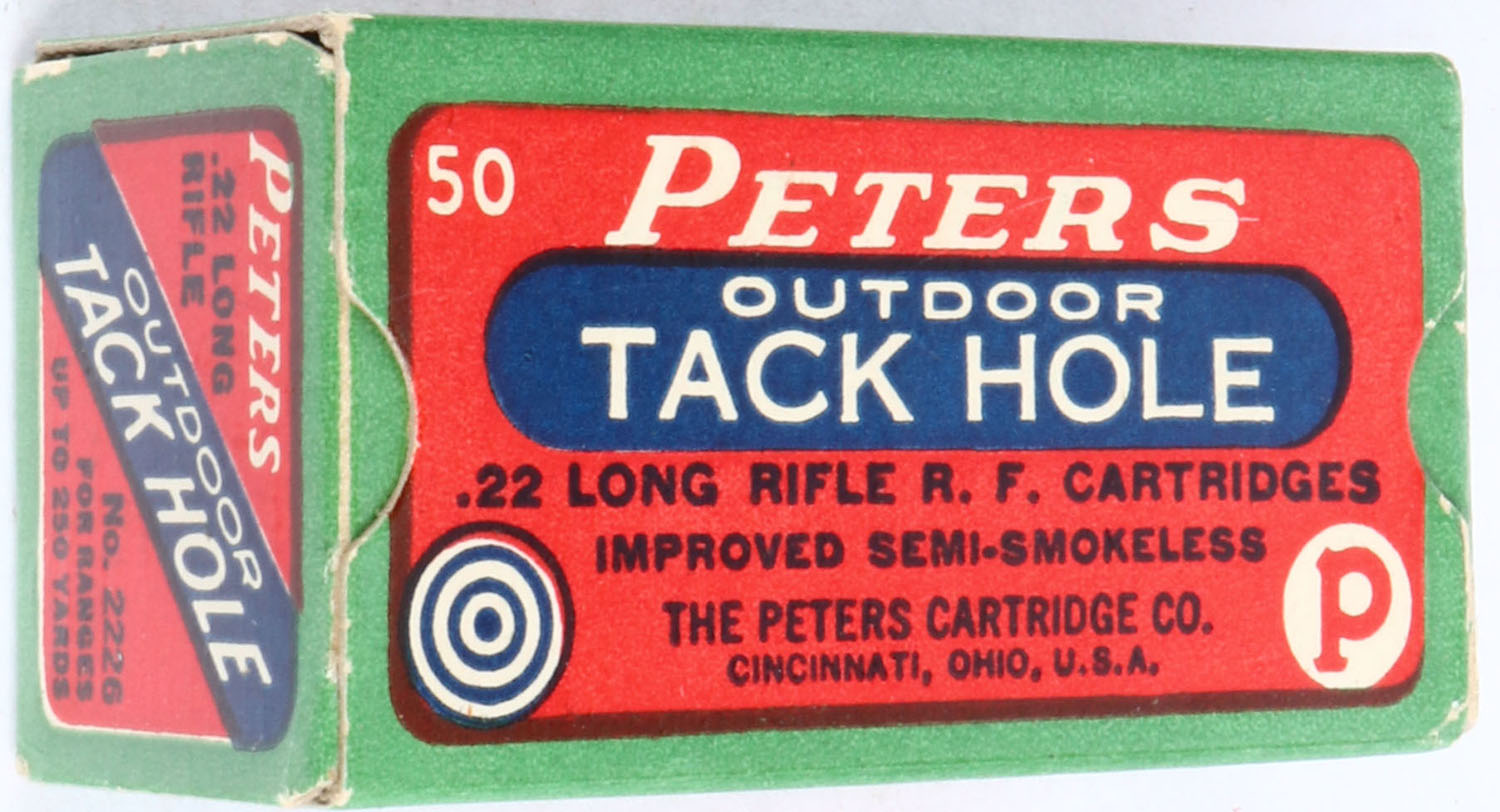 50
PETERS
OUTDOOR
TACK HOLE
.22 LONG RIFLE R. F. CARTRIDGES
IMPROVED SEMI-SMOKELESS
THE PETERS CARTRIDGE CO.
CINCINNATI, OHIO, U.S.A.
P
PETERS
.22 LONG
RIFLE
OUTDOOR
TACK HOLE
No. 2226
FOR RANGES
UP TO 250 YARDS